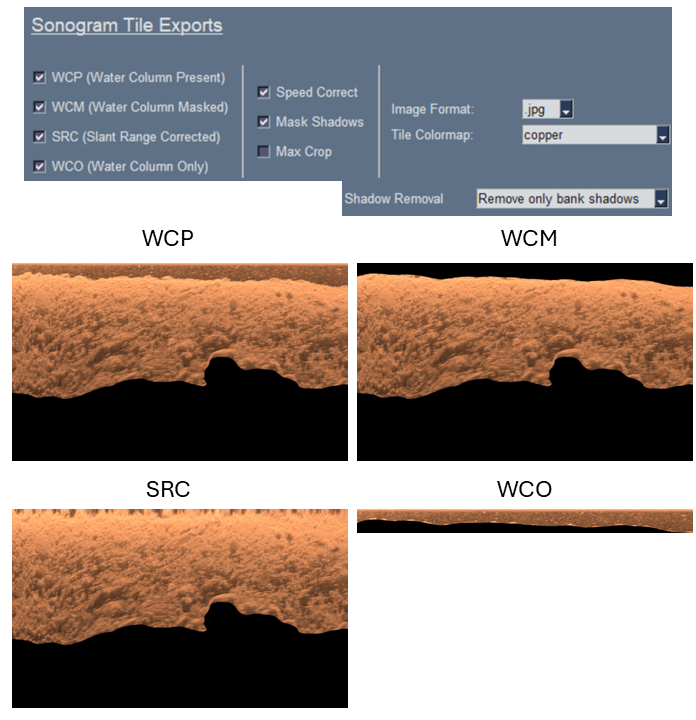 Sonogram Tile Exports
WCP (Water Column Present)
WCM (Water Column Masked)
SRC (Slant Range Corrected)
WCO (Water Column Only)
Speed Correct
Mask Shadows
Max Crop
Image Format: .jpg
Tile Colormap: copper
Shadow Removal Remove only bank shadows
WCP WCM
SRC WCO